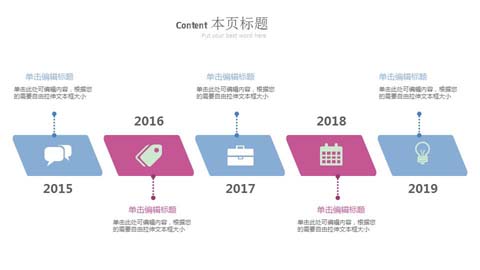 Content 本页标题
Put your best word here
单击编辑标题
单击此处可编辑内容，根据您
的需要自由拉伸文本框大小
单击编辑标题
单击此处可编辑内容，根据您
的需要自由拉伸文本框大小
单击编辑标题
单击此处可编辑内容，根据您
的需要自由拉伸文本框大小
2016
2018
2015
2017
2019
单击编辑标题
单击此处可编辑内容，根据您
的需要自由拉伸文本框大小
单击编辑标题
单击此处可编辑内容，根据您
的需要自由拉伸文本框大小